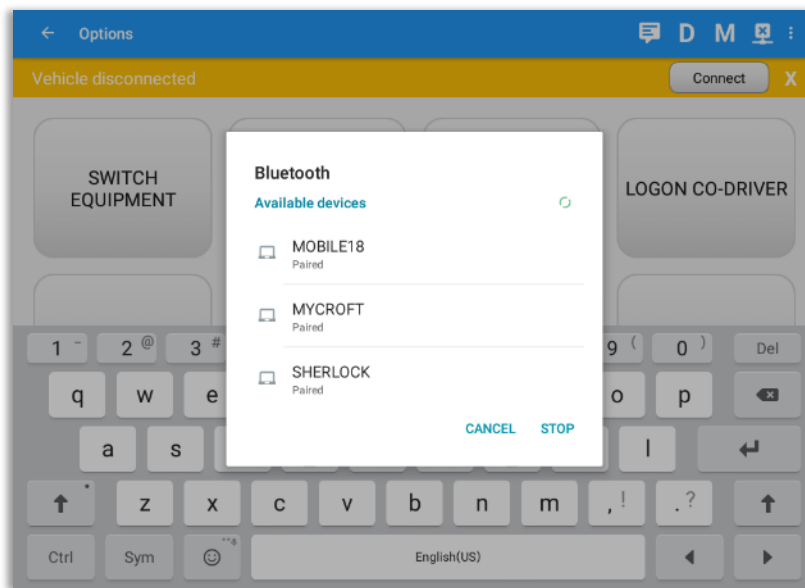 Options
D M
Vehicle disconnected
Connect
X
SWITCH
EQUIPMENT
LOGON CO-DRIVER
Bluetooth
Available devices
MOBILE18
Paired
MYCROFT
Paired
SHERLOCK
Paired
CANCEL STOP
1 - 2 @ 3 # 9 ( 0 ) Del
q w e o p
a s l
z x c v b n m , ! . ?
Ctrl Sym English(US)